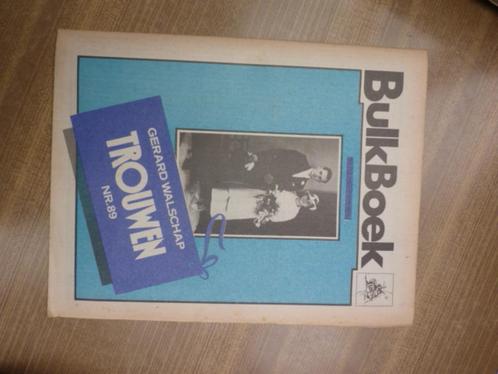 BulkBoek
GERARD WALSCHAP
TROUWEN
NR.89